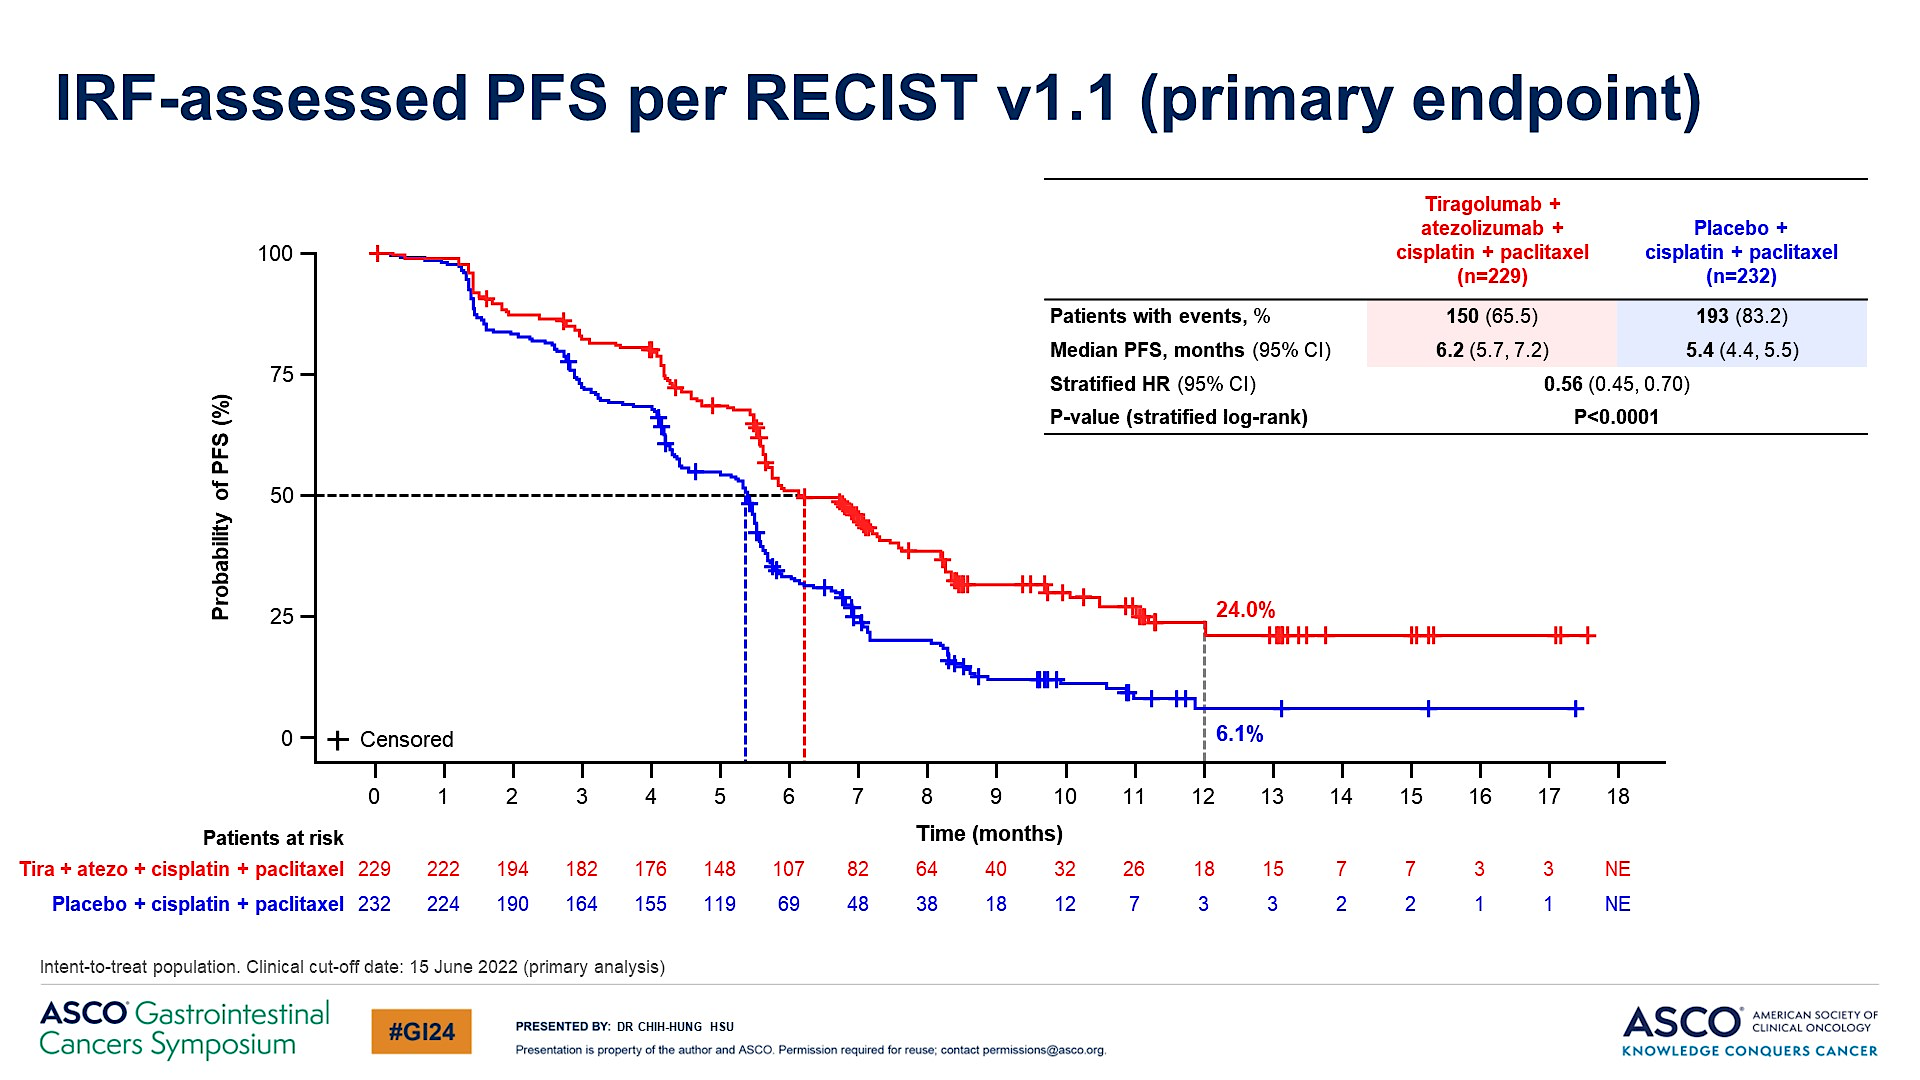 IRF-assessed PFS per RECIST v1.1 (primary endpoint)
Tiragolumab +
atezolizumab +
cisplatin + paclitaxel
(n=229)
Placebo +
cisplatin + paclitaxel
(n=232)
Patients with events, % 150 (65.5) 193 (83.2)
Median PFS, months (95% CI) 6.2 (5.7, 7.2) 5.4 (4.4, 5.5)
Stratified HR (95% CI) 0.56 (0.45, 0.70)
P-value (stratified log-rank) P<0.0001
Probability of PFS (%)
100
75
50
25
0
24.0%
6.1%
Censored
0 1 2 3 4 5 6 7 8 9 10 11 12 13 14 15 16 17 18
Time (months)
Patients at risk
Tira + atezo + cisplatin + paclitaxel 229 222 194 182 176 148 107 82 64 40 32 26 18 15 7 7 3 3 NE
Placebo + cisplatin + paclitaxel 232 224 190 164 155 119 69 48 38 18 12 7 3 3 2 2 1 1 NE
Intent-to-treat population. Clinical cut-off date: 15 June 2022 (primary analysis)
ASCO Gastrointestinal
Cancers Symposium
#GI24
PRESENTED BY: DR CHIH-HUNG HSU
Presentation is property of the author and ASCO. Permission required for reuse; contact permissions@asco.org.
ASCO AMERICAN SOCIETY OF
CLINICAL ONCOLOGY
KNOWLEDGE CONQUERS CANCER